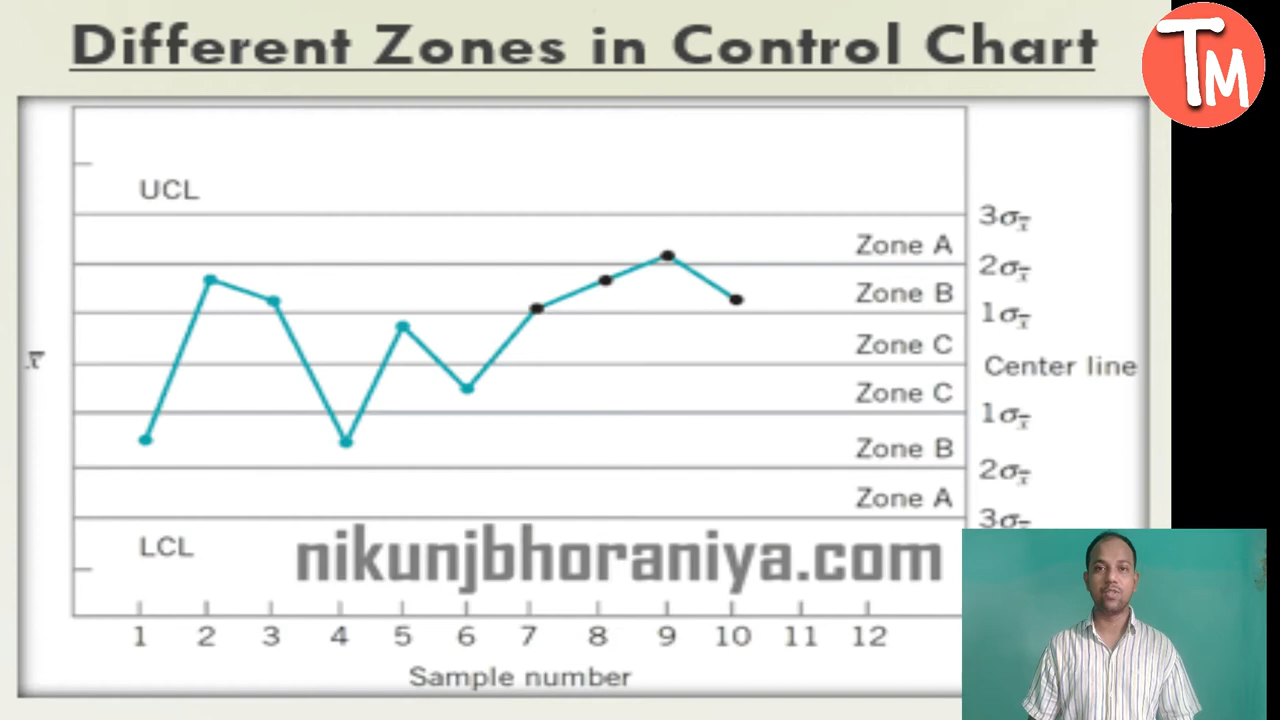 Different Zones in Control Chart
TM
UCL
3σx̅
Zone A
2σx̅
Zone B
1σx̅
Zone C
x̅
Center line
Zone C
1σx̅
Zone B
2σx̅
Zone A
3σx̅
LCL
nikunjbhoraniya.com
1 2 3 4 5 6 7 8 9 10 11 12
Sample number